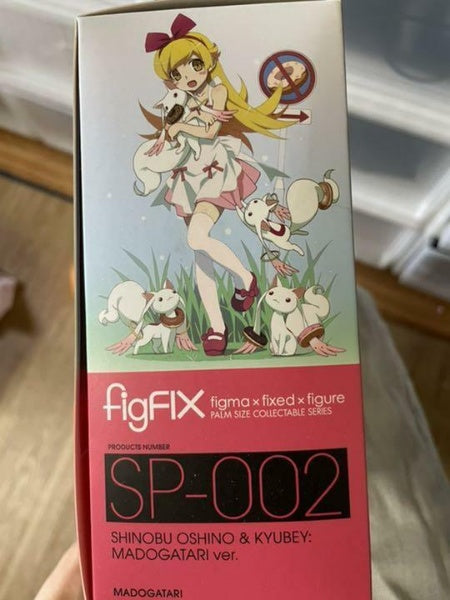 figFIX
figma×fixed×figure
PALM SIZE COLLECTABLE SERIES
PRODUCTS NUMBER
SP-002
SHINOBU OSHINO & KYUBEY:
MADOGATARI ver.
MADOGATARI